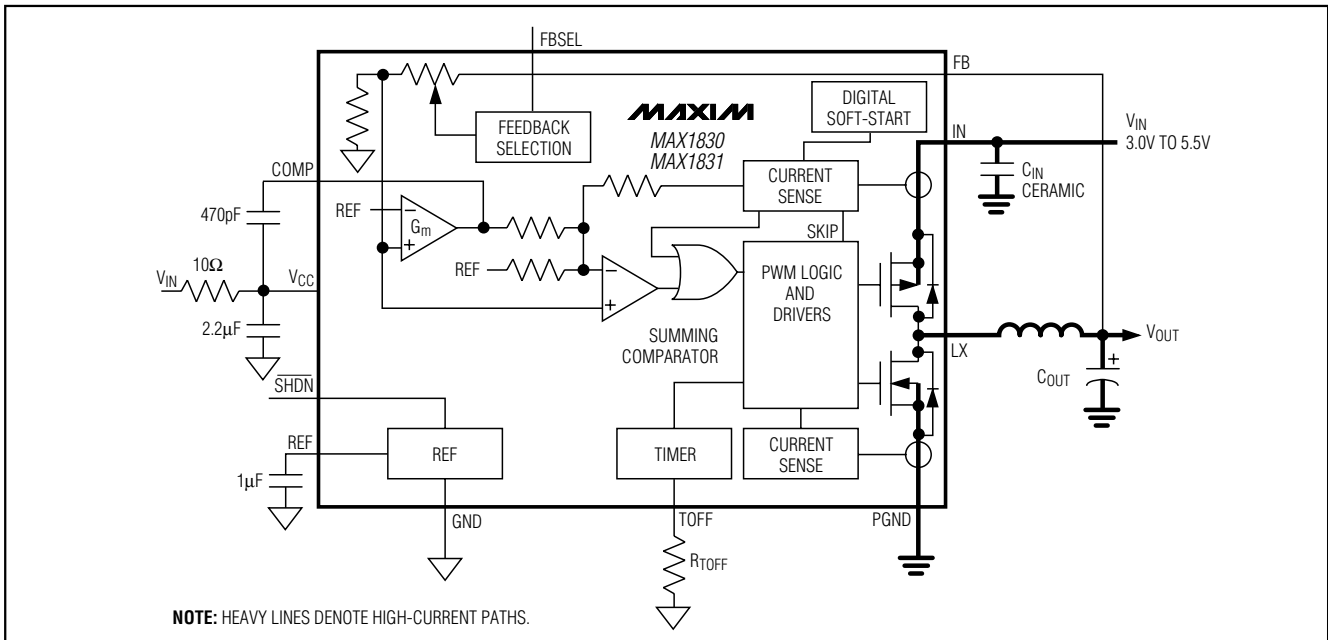 FBSEL
FB
DIGITAL
SOFT-START
MAXIM
MAX1830
MAX1831
FEEDBACK
SELECTION
IN
VIN
3.0V TO 5.5V
CIN
CERAMIC
COMP
CURRENT
SENSE
470pF
REF
Gm
SKIP
REF
PWM LOGIC
AND
DRIVERS
VIN
10Ω
VCC
2.2µF
SUMMING
COMPARATOR
LX
VOUT
COUT
SHDN
REF
1µF
REF
TIMER
CURRENT
SENSE
GND
TOFF
PGND
RTOFF
NOTE: HEAVY LINES DENOTE HIGH-CURRENT PATHS.